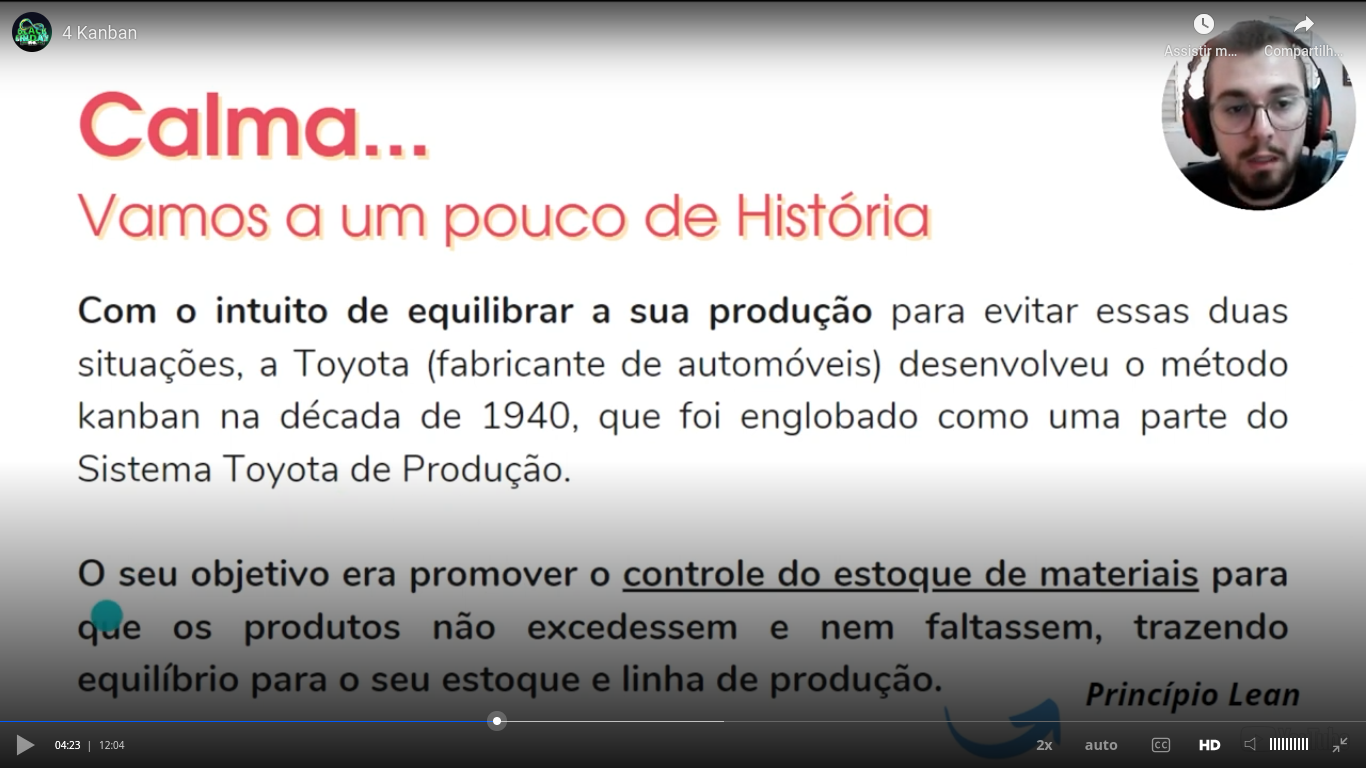 4 Kanban
Assistir m...
Compartilh...
Calma...
Vamos a um pouco de História
Com o intuito de equilibrar a sua produção para evitar essas duas
situações, a Toyota (fabricante de automóveis) desenvolveu o método
kanban na década de 1940, que foi englobado como uma parte do
Sistema Toyota de Produção.
O seu objetivo era promover o controle do estoque de materiais para
que os produtos não excedessem e nem faltassem, trazendo
equilíbrio para o seu estoque e linha de produção.
Princípio Lean
04:23 | 12:04
2x
auto
CC
HD